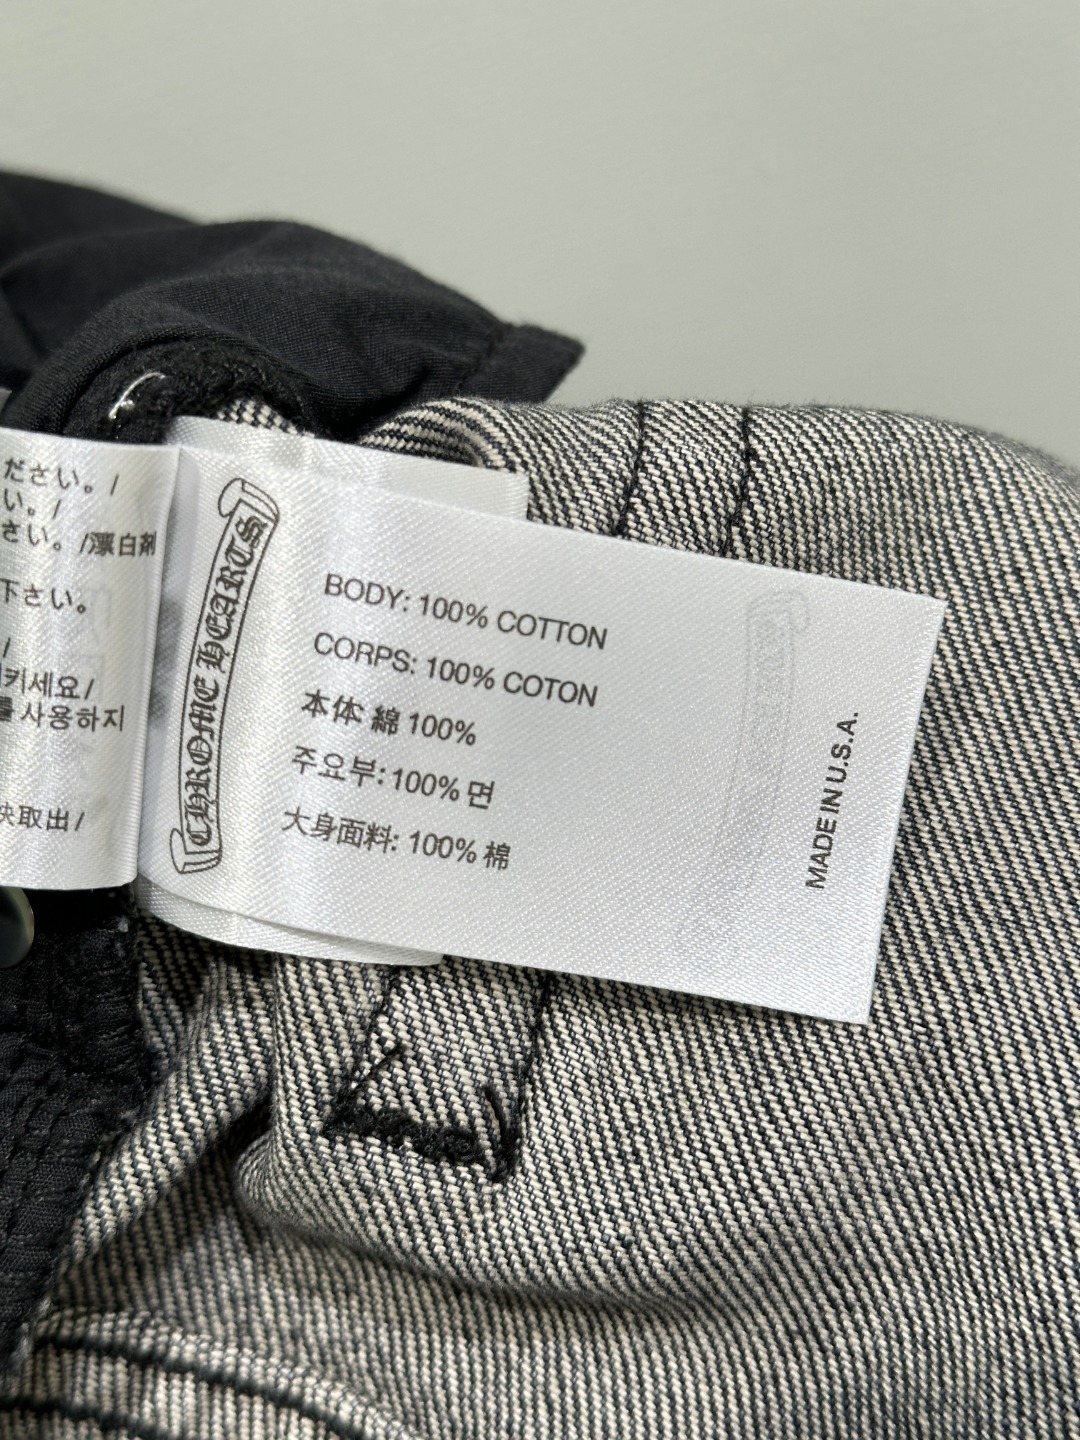 ださい。/
い。/
さい。/漂白剤
下さい。
/
키세요/
를 사용하지
快取出/
CHROME HEARTS
BODY: 100% COTTON
CORPS: 100% COTON
本体: 綿 100%
주요부: 100% 면
大身面料: 100% 棉
MADE IN U.S.A.